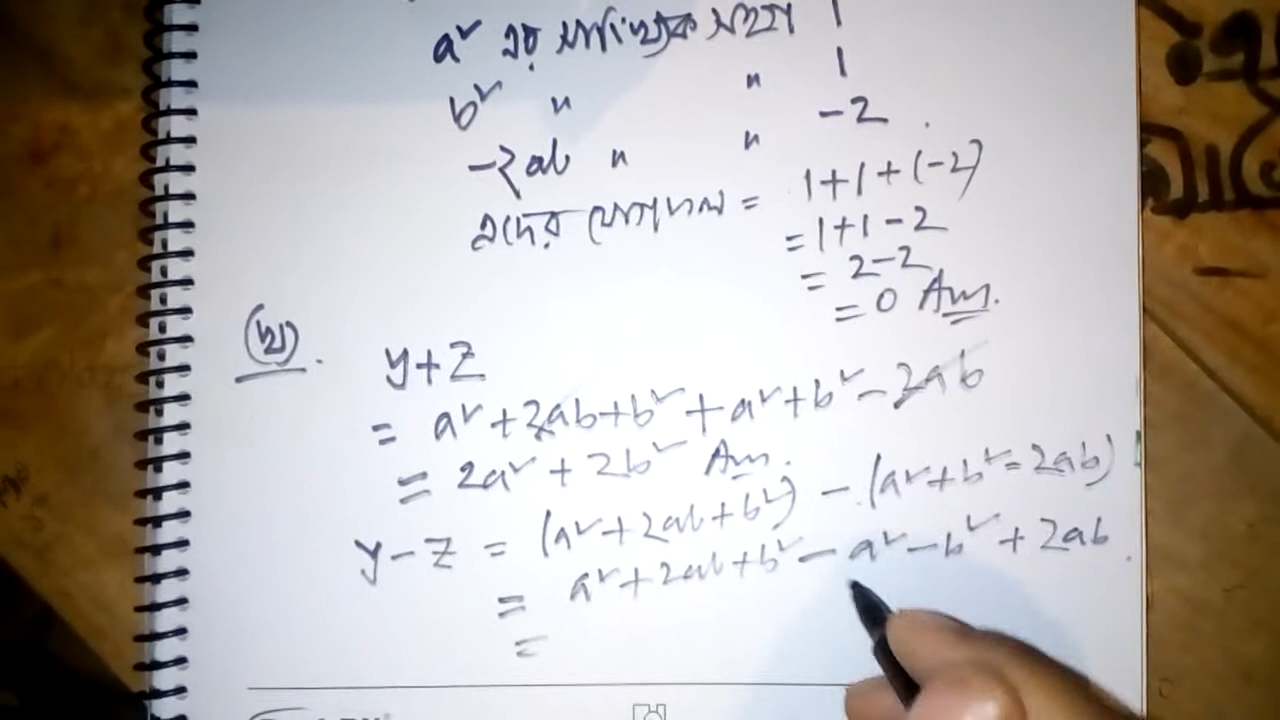 a² এর সাংখ্যিক সহগ 1
b² " " 1
-2ab " " -2
এদের যোগফল = 1+1+(-2)
= 1+1-2
= 2-2
= 0 Ans.
(খ).
y+z
= a² + 2ab + b² + a² + b² - 2ab
= 2a² + 2b² Ans.
y-z = (a² + 2ab + b²) - (a² + b² - 2ab)
= a² + 2ab + b² - a² - b² + 2ab
=